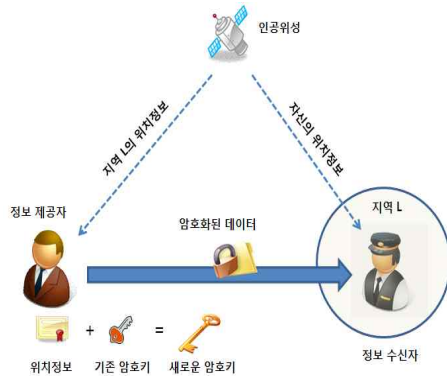 인공위성
지역 L의 위치정보
자신의 위치정보
정보 제공자
암호화된 데이터
지역 L
+
=
위치정보 기존 암호키 새로운 암호키
정보 수신자